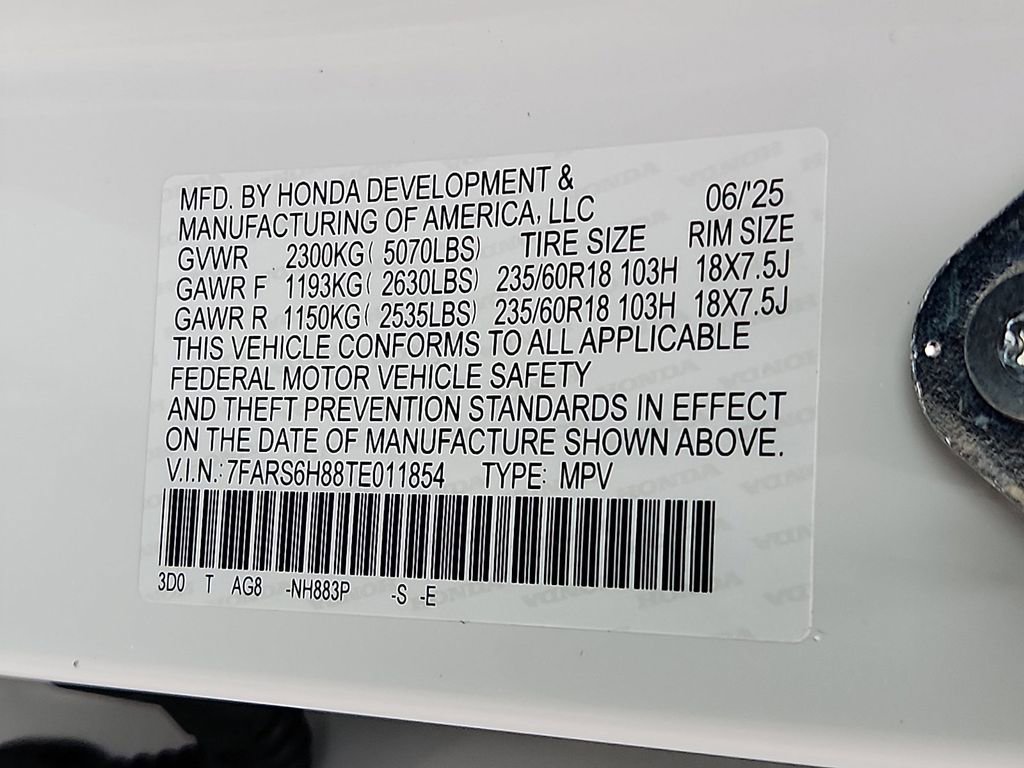 MFD. BY HONDA DEVELOPMENT &
MANUFACTURING OF AMERICA, LLC 06/'25
GVWR 2300KG( 5070LBS) TIRE SIZE RIM SIZE
GAWR F 1193KG( 2630LBS) 235/60R18 103H 18X7.5J
GAWR R 1150KG( 2535LBS) 235/60R18 103H 18X7.5J
THIS VEHICLE CONFORMS TO ALL APPLICABLE
FEDERAL MOTOR VEHICLE SAFETY
AND THEFT PREVENTION STANDARDS IN EFFECT
ON THE DATE OF MANUFACTURE SHOWN ABOVE.
V.I.N.: 7FARS6H88TE011854 TYPE: MPV
3D0 T AG8 -NH883P -S -E